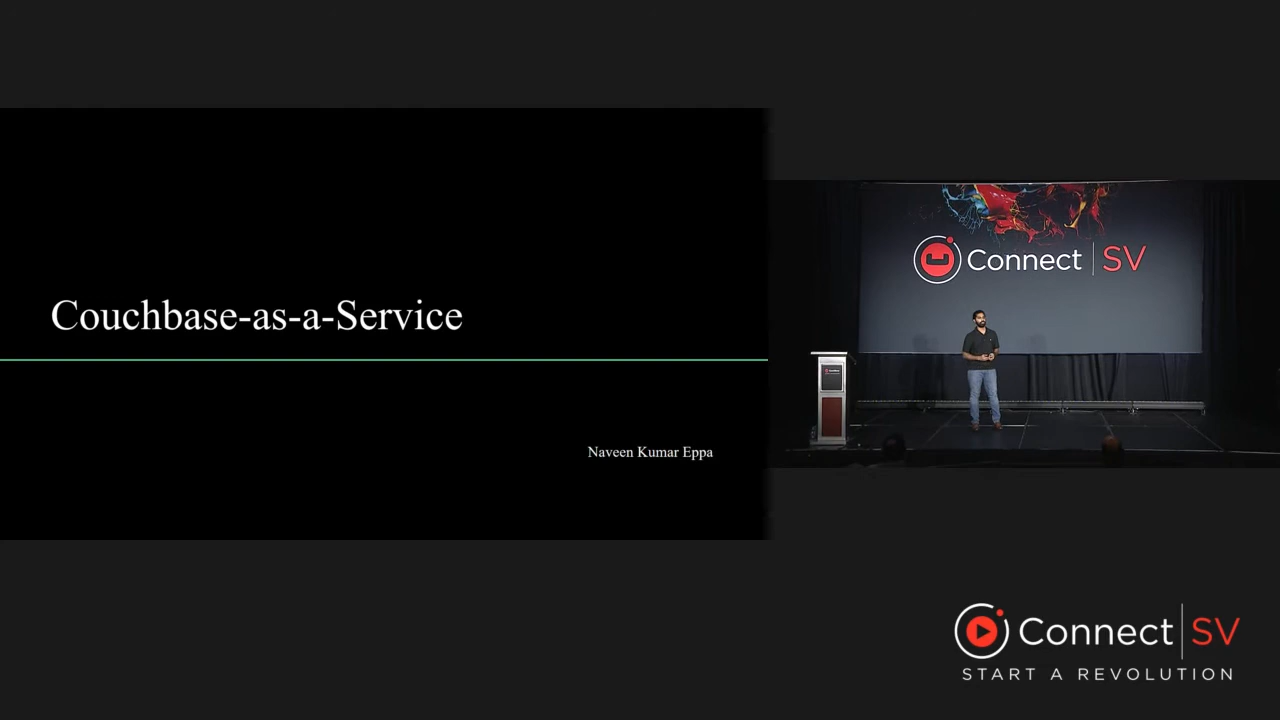 Couchbase-as-a-Service
Naveen Kumar Eppa
Connect | SV
Connect | SV
START A REVOLUTION